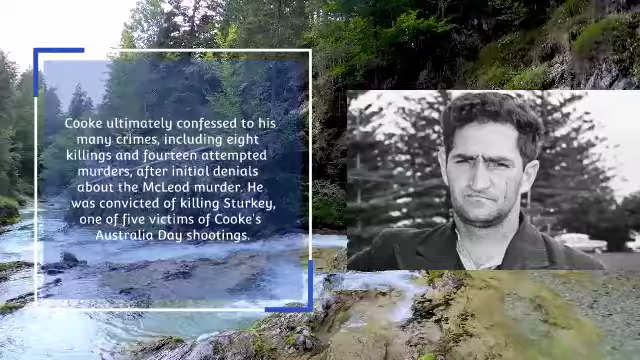 Cooke ultimately confessed to his
many crimes, including eight
killings and fourteen attempted
murders, after initial denials
about the McLeod murder. He
was convicted of killing Sturkey,
one of five victims of Cooke's
Australia Day shootings.